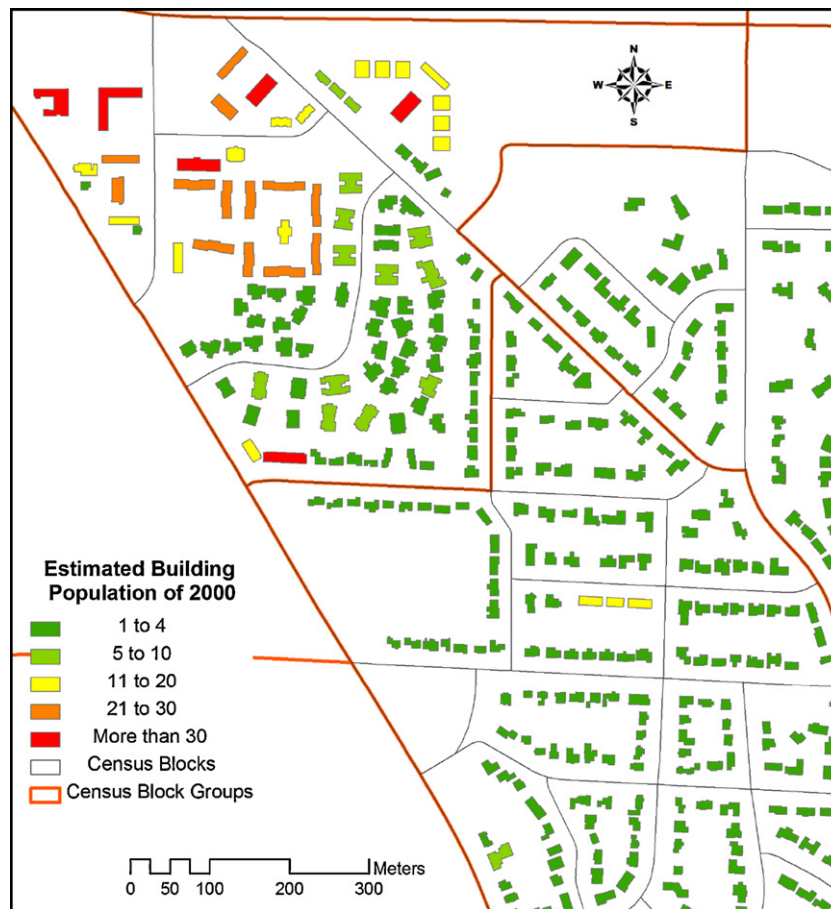 N
W E
S
Estimated Building
Population of 2000
1 to 4
5 to 10
11 to 20
21 to 30
More than 30
Census Blocks
Census Block Groups
Meters
0 50 100 200 300